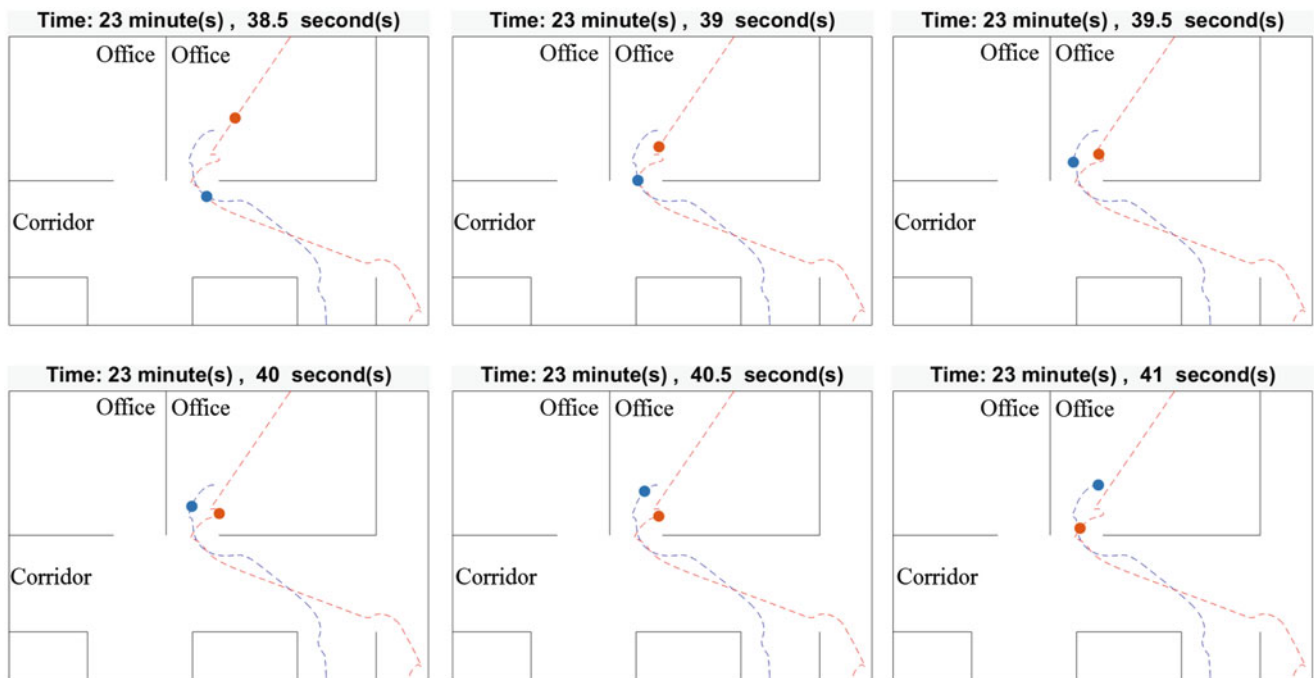 Time: 23 minute(s) , 38.5 second(s)
Office Office
Corridor
Time: 23 minute(s) , 39 second(s)
Office Office
Corridor
Time: 23 minute(s) , 39.5 second(s)
Office Office
Corridor
Time: 23 minute(s) , 40 second(s)
Office Office
Corridor
Time: 23 minute(s) , 40.5 second(s)
Office Office
Corridor
Time: 23 minute(s) , 41 second(s)
Office Office
Corridor